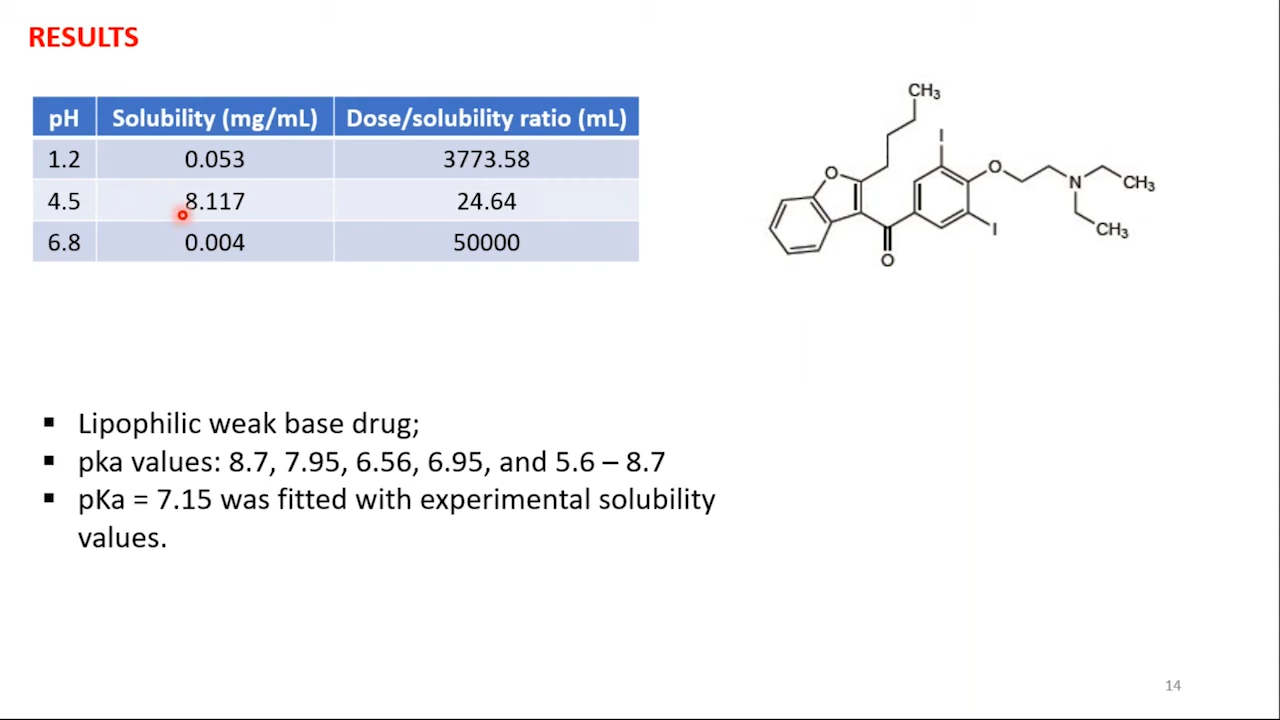 RESULTS
pH Solubility (mg/mL) Dose/solubility ratio (mL)
1.2 0.053 3773.58
4.5 8.117 24.64
6.8 0.004 50000
CH3
I
O
O
N
CH3
I
CH3
O
▪ Lipophilic weak base drug;
▪ pka values: 8.7, 7.95, 6.56, 6.95, and 5.6 – 8.7
▪ pKa = 7.15 was fitted with experimental solubility
values.
14